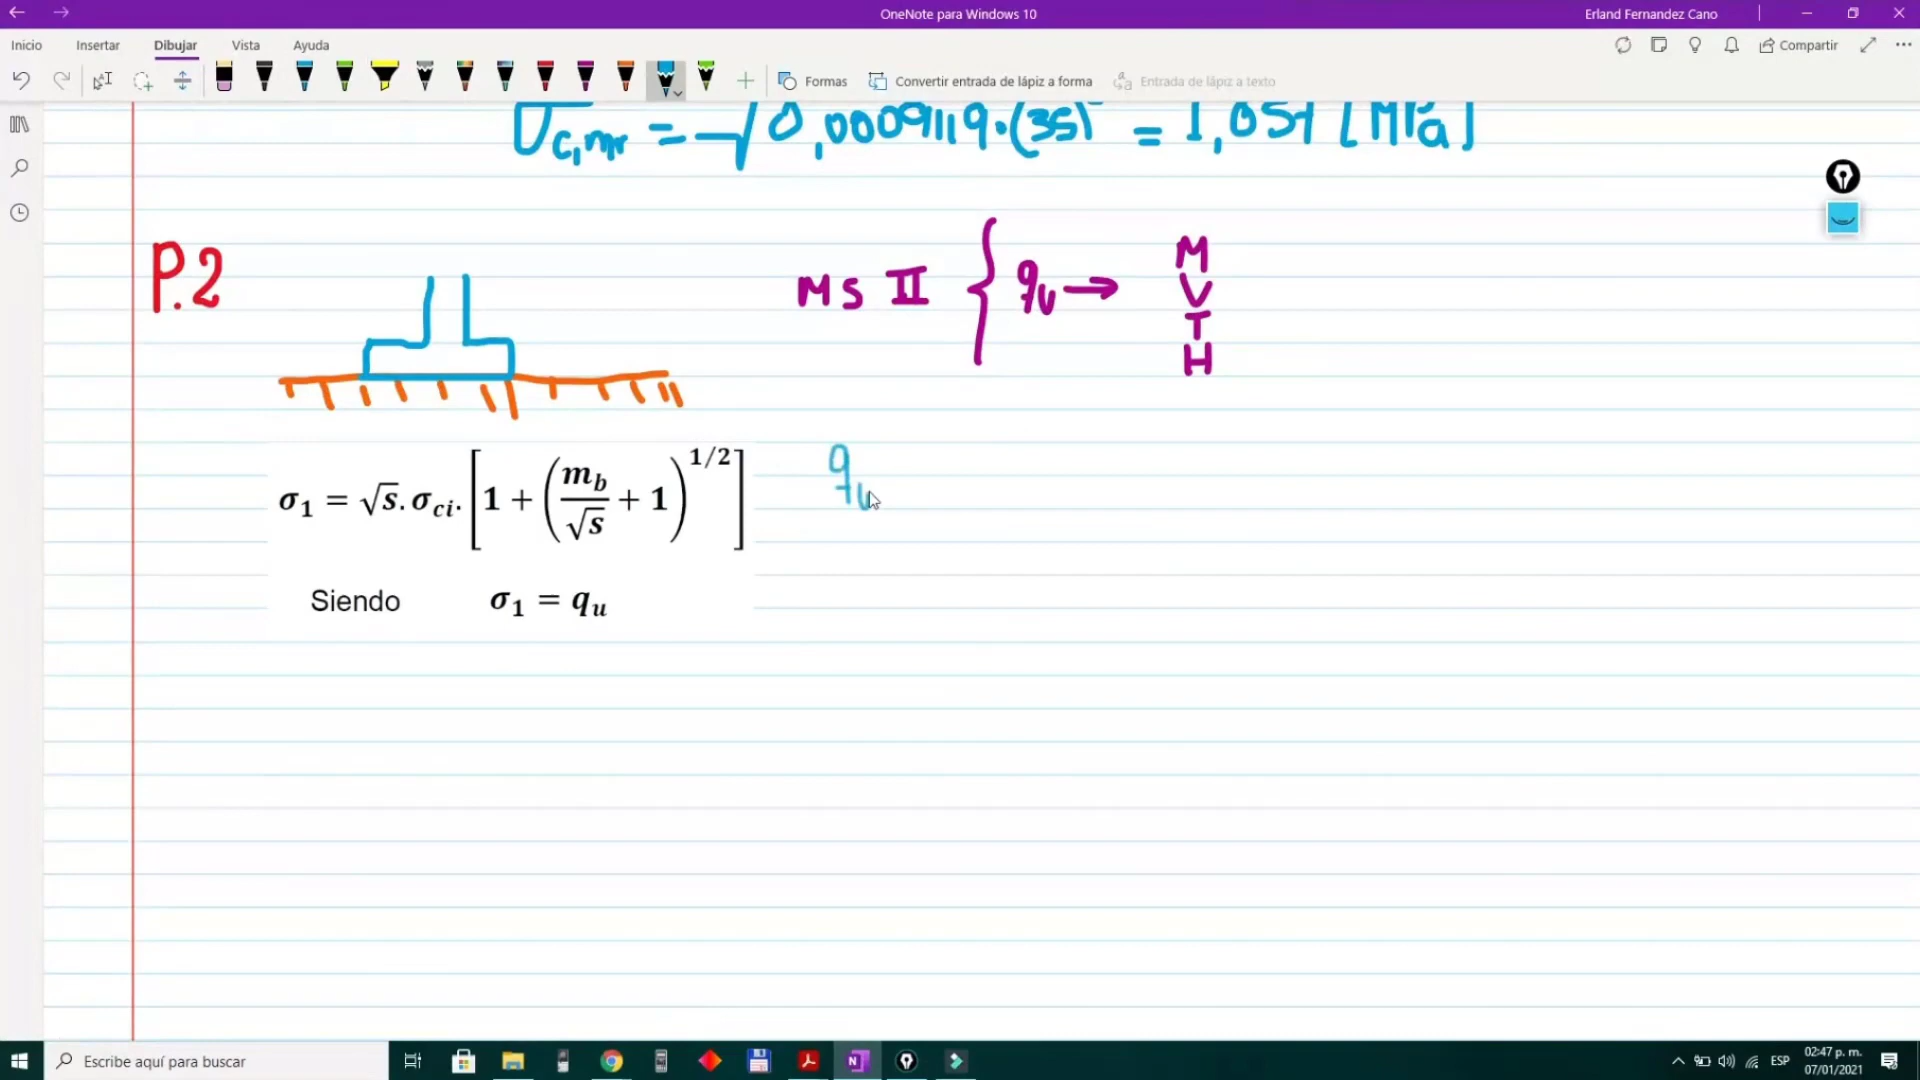 OneNote para Windows 10
Erland Fernandez Cano
Inicio
Insertar
Dibujar
Vista
Ayuda
Compartir
Formas
Convertir entrada de lápiz a forma
Entrada de lápiz a texto
σc,mr = √0,0009119·(35) = 1,054 [MPa]
P.2
MS II { qu → M
V
T
H
σ₁ = √s.σci.[1 + (mb/√s + 1)^1/2]
qu
Siendo σ₁ = qu
Escribe aquí para buscar
ESP
02:47 p. m.
07/01/2021